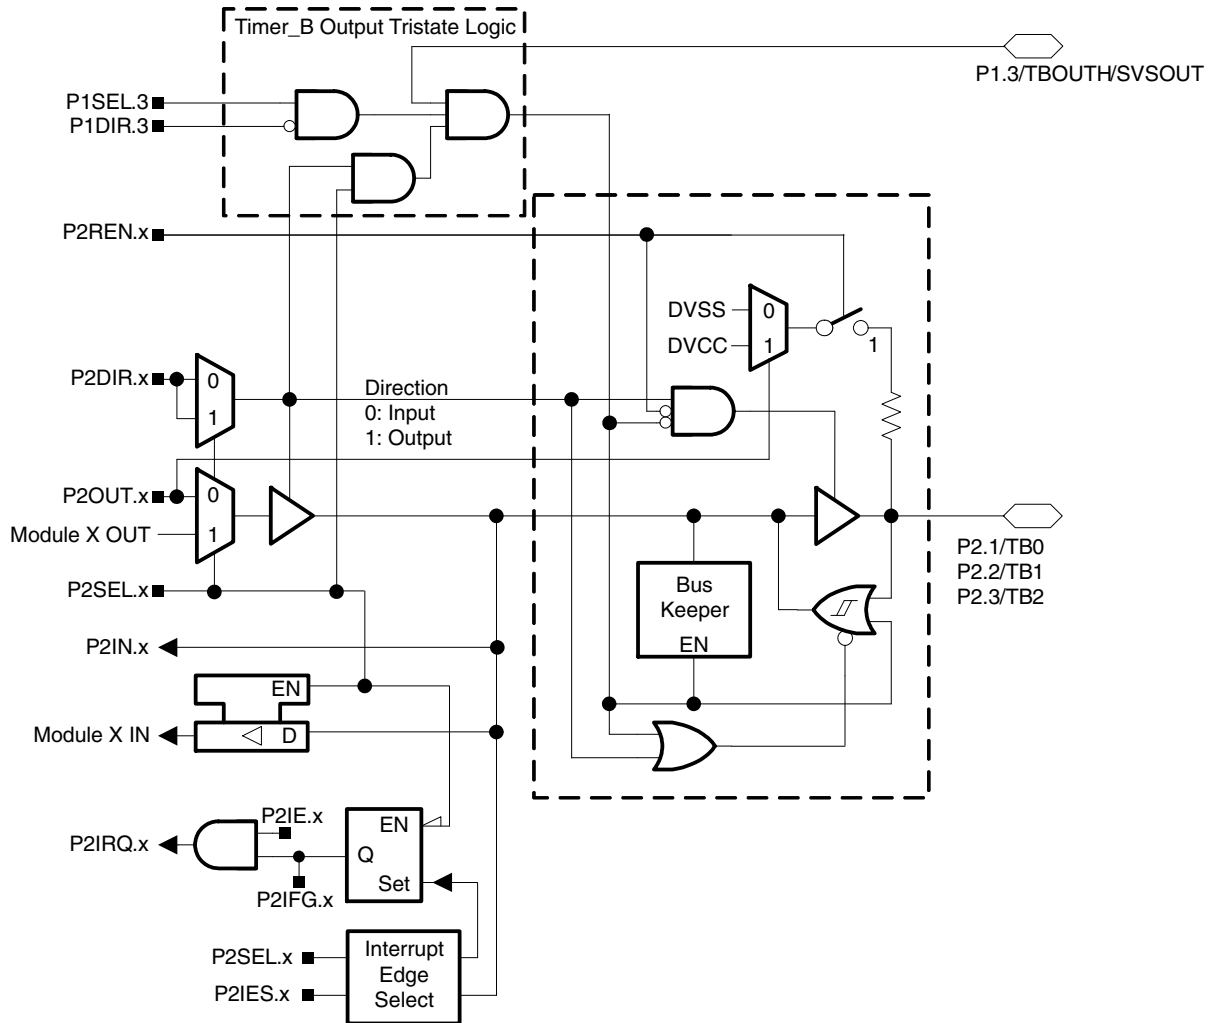 Timer_B Output Tristate Logic
P1.3/TBOUTH/SVSOUT
P1SEL.3
P1DIR.3
P2REN.x
DVSS
0
DVCC
1
1
P2DIR.x
0
1
Direction
0: Input
1: Output
P2OUT.x
0
Module X OUT
1
P2SEL.x
P2.1/TB0
P2.2/TB1
P2.3/TB2
Bus
Keeper
EN
P2IN.x
EN
Module X IN
D
P2IE.x
EN
P2IRQ.x
Q
Set
P2IFG.x
P2SEL.x
P2IES.x
Interrupt
Edge
Select